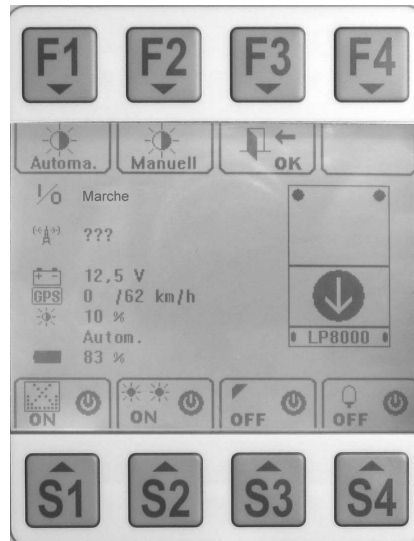 F1 F2 F3 F4
Automa. Manuell OK
I/O Marche
???
12,5 V
GPS 0 /62 km/h
10 %
Autom.
83 %
LP8000
ON ON OFF OFF
S1 S2 S3 S4